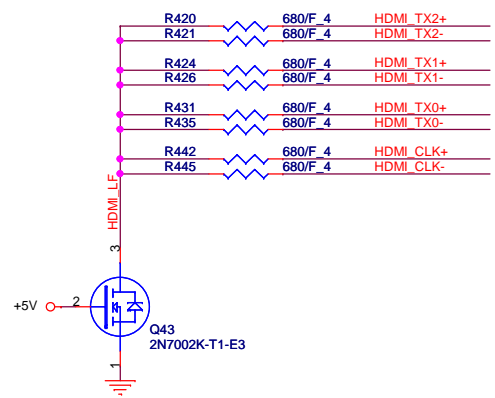 R420 680/F_4 HDMI_TX2+
R421 680/F_4 HDMI_TX2-
R424 680/F_4 HDMI_TX1+
R426 680/F_4 HDMI_TX1-
R431 680/F_4 HDMI_TX0+
R435 680/F_4 HDMI_TX0-
R442 680/F_4 HDMI_CLK+
R445 680/F_4 HDMI_CLK-
HDMI_LF
3
+5V 2
Q43
2N7002K-T1-E3
1